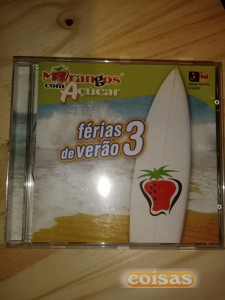 Morangos
com Açúcar
férias
de verão 3
coisas